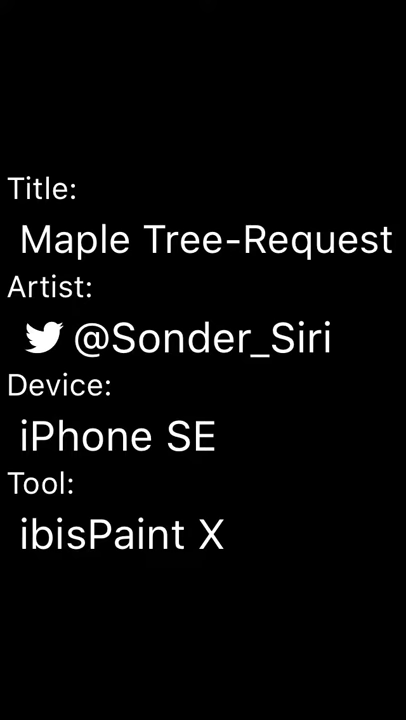 Title:
Maple Tree-Request
Artist:
@Sonder_Siri
Device:
iPhone SE
Tool:
ibisPaint X